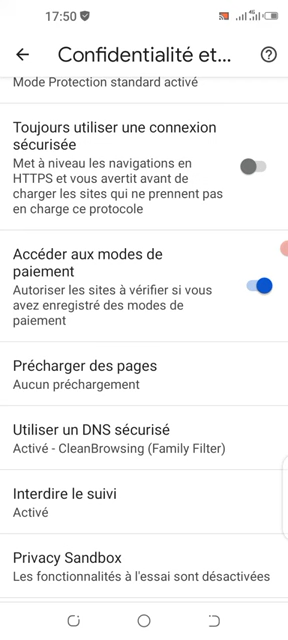 17:50
Confidentialité et...
Mode Protection standard activé
Toujours utiliser une connexion
sécurisée
Met à niveau les navigations en
HTTPS et vous avertit avant de
charger les sites qui ne prennent pas
en charge ce protocole
Accéder aux modes de
paiement
Autoriser les sites à vérifier si vous
avez enregistré des modes de
paiement
Précharger des pages
Aucun préchargement
Utiliser un DNS sécurisé
Activé - CleanBrowsing (Family Filter)
Interdire le suivi
Activé
Privacy Sandbox
Les fonctionnalités à l'essai sont désactivées